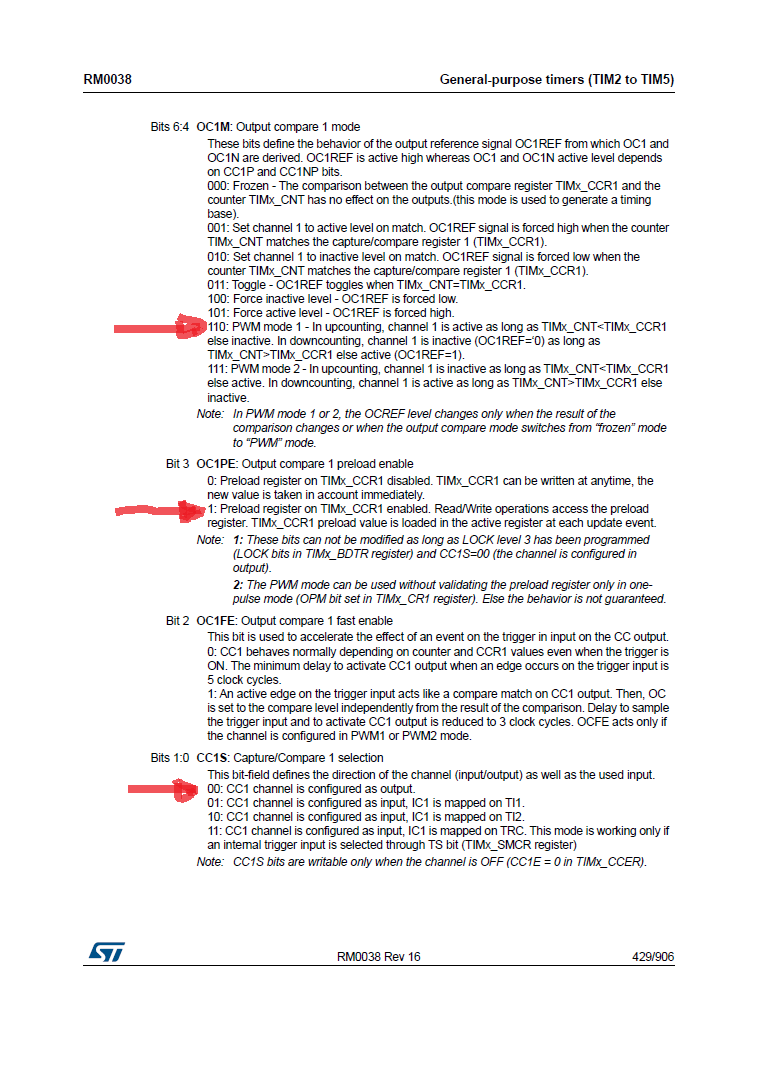 RM0038
General-purpose timers (TIM2 to TIM5)
Bits 6:4 OC1M: Output compare 1 mode
These bits define the behavior of the output reference signal OC1REF from which OC1 and
OC1N are derived. OC1REF is active high whereas OC1 and OC1N active level depends
on CC1P and CC1NP bits.
000: Frozen - The comparison between the output compare register TIMx_CCR1 and the
counter TIMx_CNT has no effect on the outputs.(this mode is used to generate a timing
base).
001: Set channel 1 to active level on match. OC1REF signal is forced high when the counter
TIMx_CNT matches the capture/compare register 1 (TIMx_CCR1).
010: Set channel 1 to inactive level on match. OC1REF signal is forced low when the
counter TIMx_CNT matches the capture/compare register 1 (TIMx_CCR1).
011: Toggle - OC1REF toggles when TIMx_CNT=TIMx_CCR1.
100: Force inactive level - OC1REF is forced low.
101: Force active level - OC1REF is forced high.
110: PWM mode 1 - In upcounting, channel 1 is active as long as TIMx_CNT<TIMx_CCR1
else inactive. In downcounting, channel 1 is inactive (OC1REF=‘0) as long as
TIMx_CNT>TIMx_CCR1 else active (OC1REF=1).
111: PWM mode 2 - In upcounting, channel 1 is inactive as long as TIMx_CNT<TIMx_CCR1
else active. In downcounting, channel 1 is active as long as TIMx_CNT>TIMx_CCR1 else
inactive.
Note: In PWM mode 1 or 2, the OCREF level changes only when the result of the
comparison changes or when the output compare mode switches from “frozen” mode
to “PWM” mode.
Bit 3 OC1PE: Output compare 1 preload enable
0: Preload register on TIMx_CCR1 disabled. TIMx_CCR1 can be written at anytime, the
new value is taken in account immediately.
1: Preload register on TIMx_CCR1 enabled. Read/Write operations access the preload
register. TIMx_CCR1 preload value is loaded in the active register at each update event.
Note: 1: These bits can not be modified as long as LOCK level 3 has been programmed
(LOCK bits in TIMx_BDTR register) and CC1S=00 (the channel is configured in
output).
2: The PWM mode can be used without validating the preload register only in one-
pulse mode (OPM bit set in TIMx_CR1 register). Else the behavior is not guaranteed.
Bit 2 OC1FE: Output compare 1 fast enable
This bit is used to accelerate the effect of an event on the trigger in input on the CC output.
0: CC1 behaves normally depending on counter and CCR1 values even when the trigger is
ON. The minimum delay to activate CC1 output when an edge occurs on the trigger input is
5 clock cycles.
1: An active edge on the trigger input acts like a compare match on CC1 output. Then, OC
is set to the compare level independently from the result of the comparison. Delay to sample
the trigger input and to activate CC1 output is reduced to 3 clock cycles. OCFE acts only if
the channel is configured in PWM1 or PWM2 mode.
Bits 1:0 CC1S: Capture/Compare 1 selection
This bit-field defines the direction of the channel (input/output) as well as the used input.
00: CC1 channel is configured as output.
01: CC1 channel is configured as input, IC1 is mapped on TI1.
10: CC1 channel is configured as input, IC1 is mapped on TI2.
11: CC1 channel is configured as input, IC1 is mapped on TRC. This mode is working only if
an internal trigger input is selected through TS bit (TIMx_SMCR register)
Note: CC1S bits are writable only when the channel is OFF (CC1E = 0 in TIMx_CCER).
ST
RM0038 Rev 16
429/906